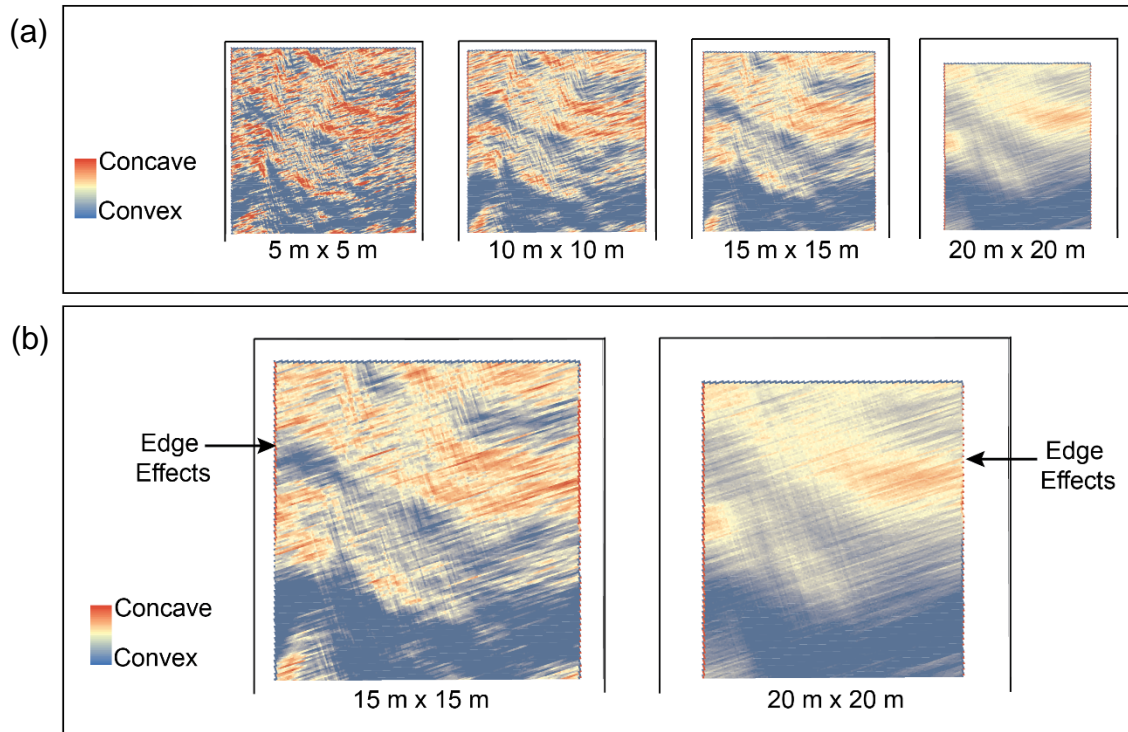 (a)
Concave
Convex
5 m x 5 m
10 m x 10 m
15 m x 15 m
20 m x 20 m
(b)
Edge
Effects
Edge
Effects
Concave
Convex
15 m x 15 m
20 m x 20 m